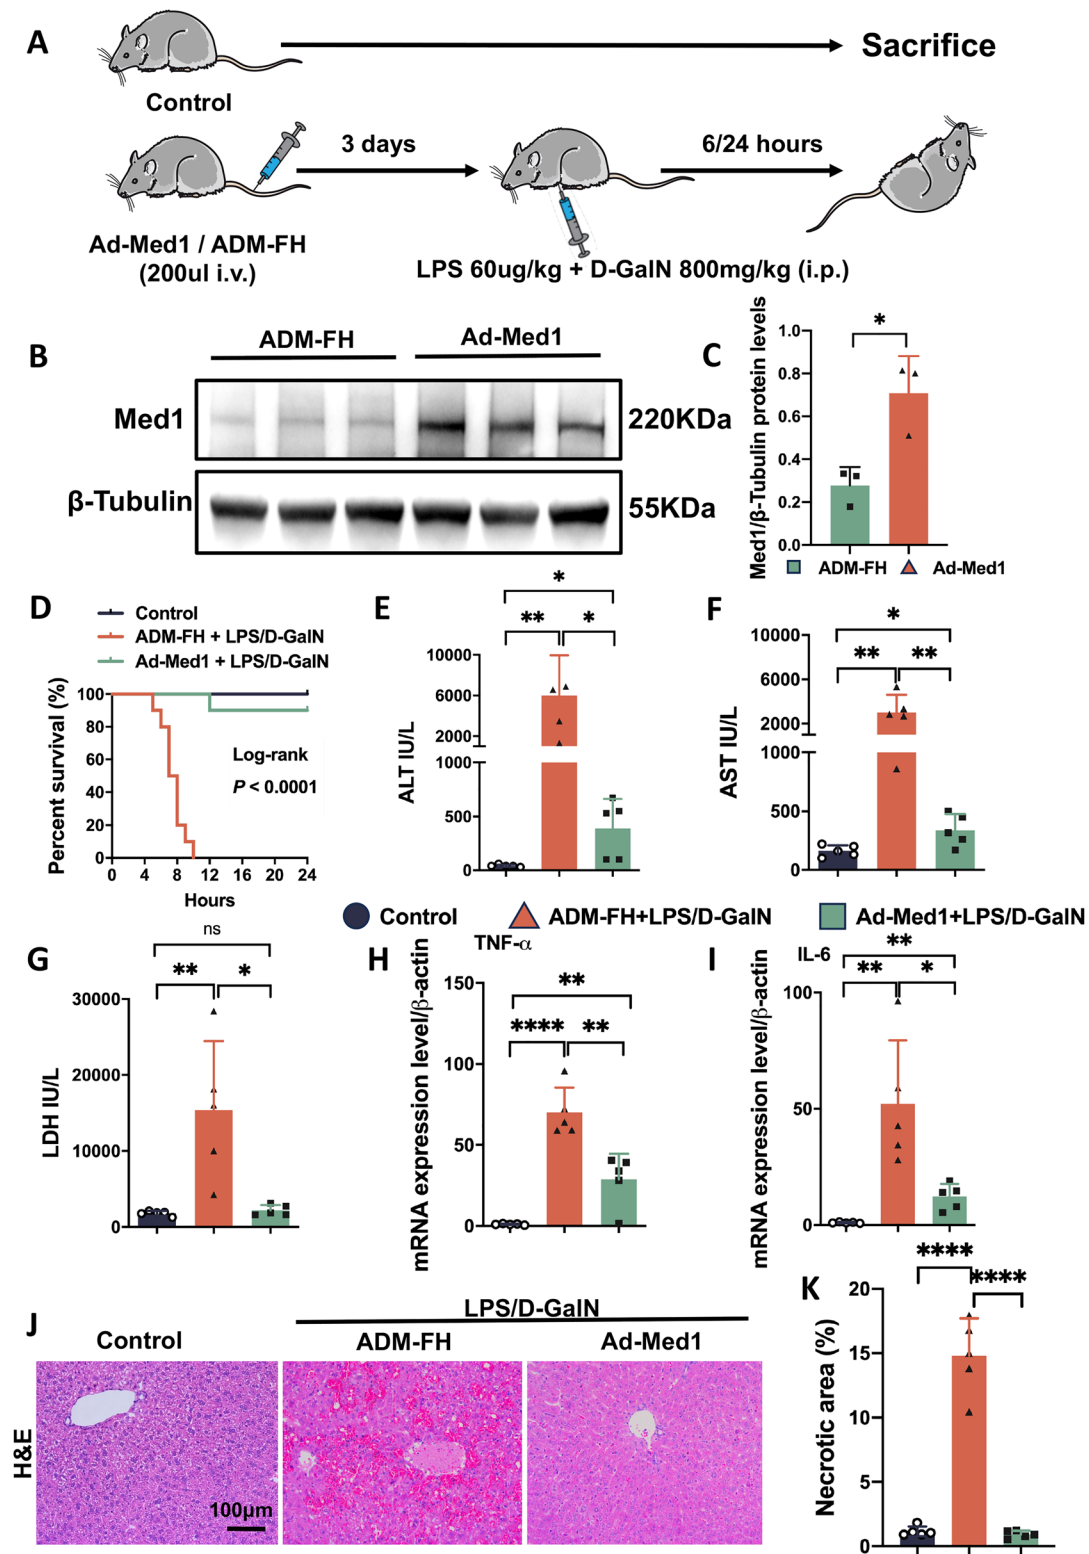 A
Sacrifice
Control
3 days
6/24 hours
Ad-Med1 / ADM-FH
(200ul i.v.)
LPS 60ug/kg + D-GalN 800mg/kg (i.p.)
B
ADM-FH
Ad-Med1
Med1
220KDa
β-Tubulin
55KDa
C
Med1/β-Tubulin protein levels
1.0
0.8
0.6
0.4
0.2
0.0
*
ADM-FH
Ad-Med1
D
Control
ADM-FH + LPS/D-GalN
Ad-Med1 + LPS/D-GalN
Percent survival (%)
100
80
60
40
20
0
Log-rank
P < 0.0001
0 4 8 12 16 20 24
Hours
E
*
** *
ALT IU/L
10000
6000
2000
1000
500
0
F
*
** **
AST IU/L
10000
6000
2000
1000
500
0
Control
ADM-FH+LPS/D-GalN
Ad-Med1+LPS/D-GalN
G
ns
** *
LDH IU/L
30000
20000
10000
0
H
TNF-α
mRNA expression level/β-actin
**
**** **
150
100
50
0
I
IL-6
mRNA expression level/β-actin
**
** *
100
50
0
J
LPS/D-GalN
Control
ADM-FH
Ad-Med1
H&E
100μm
K
****
****
Necrotic area (%)
20
15
10
5
0